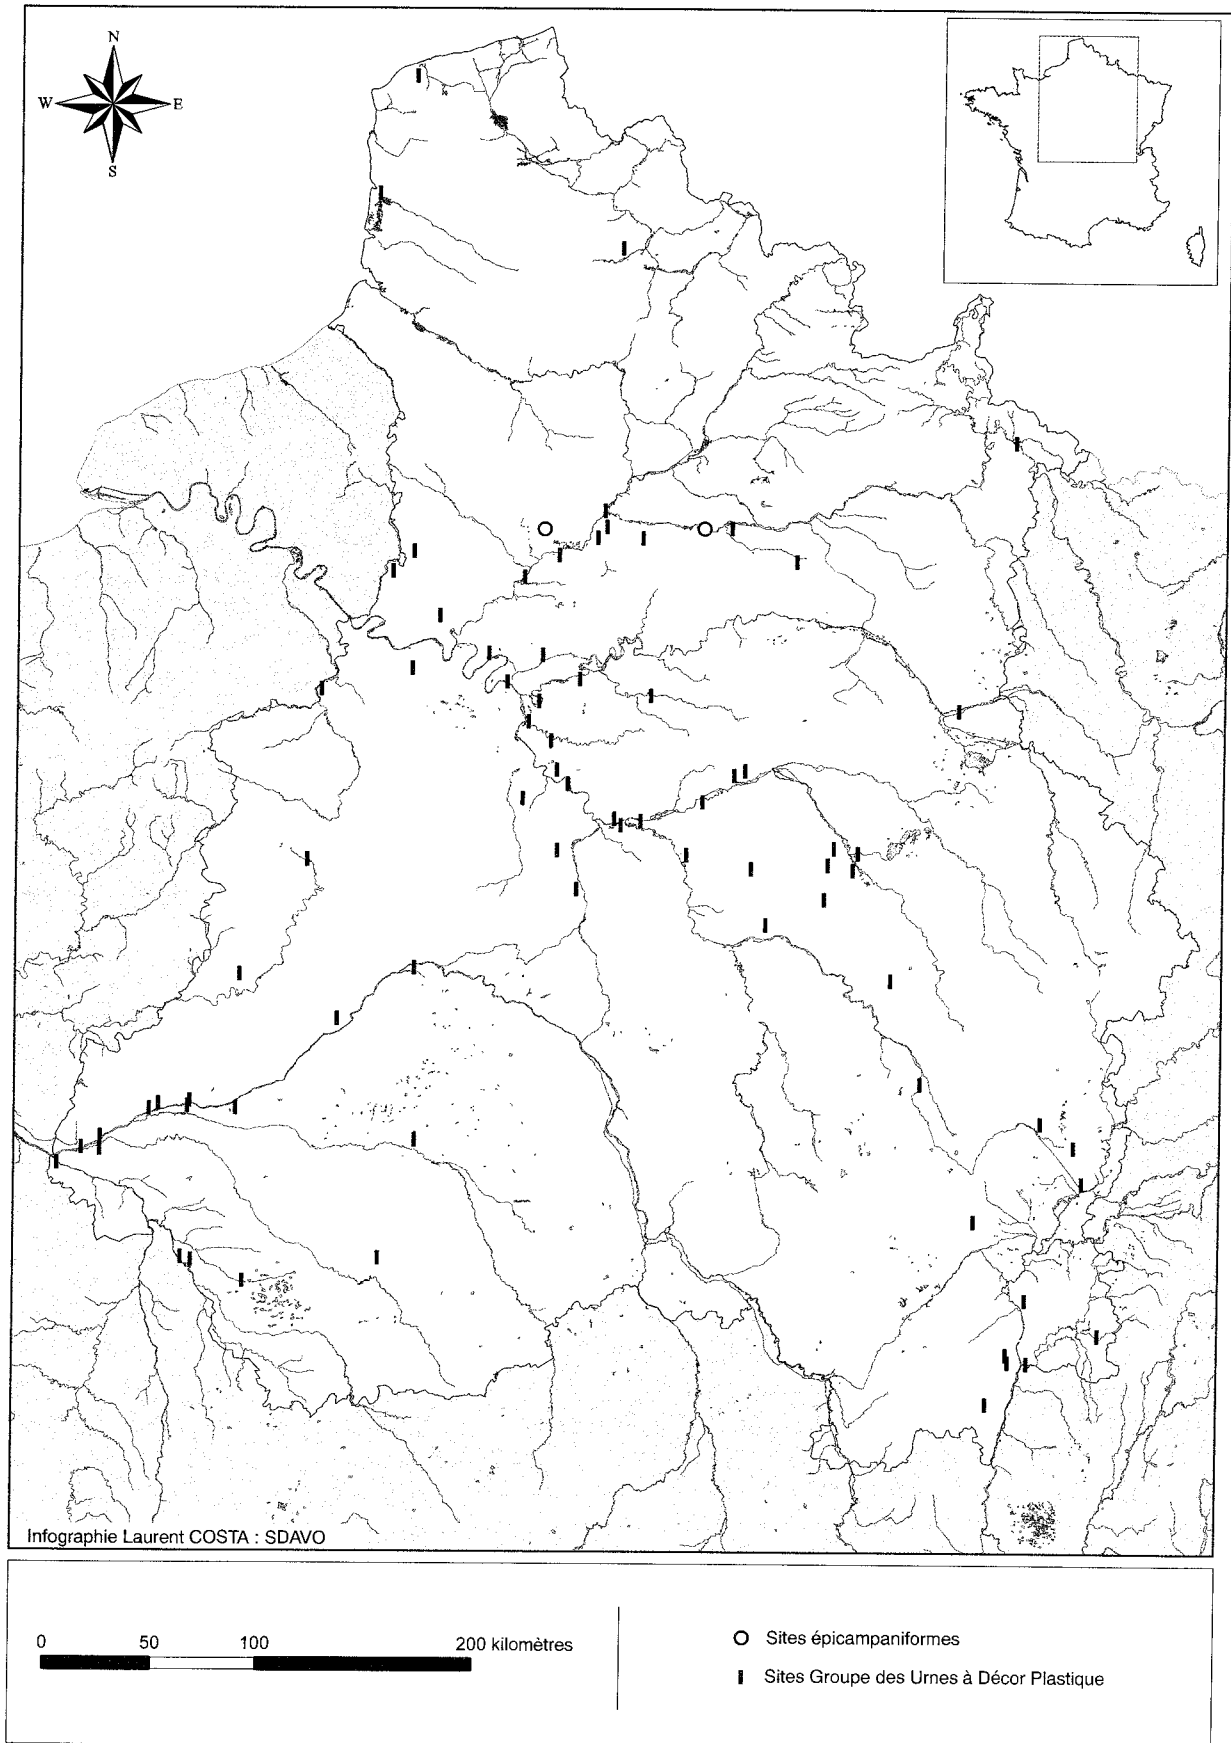 N
W E
S
Infographie Laurent COSTA : SDAVO
0 50 100 200 kilomètres
Sites épicampaniformes
Sites Groupe des Urnes à Décor Plastique